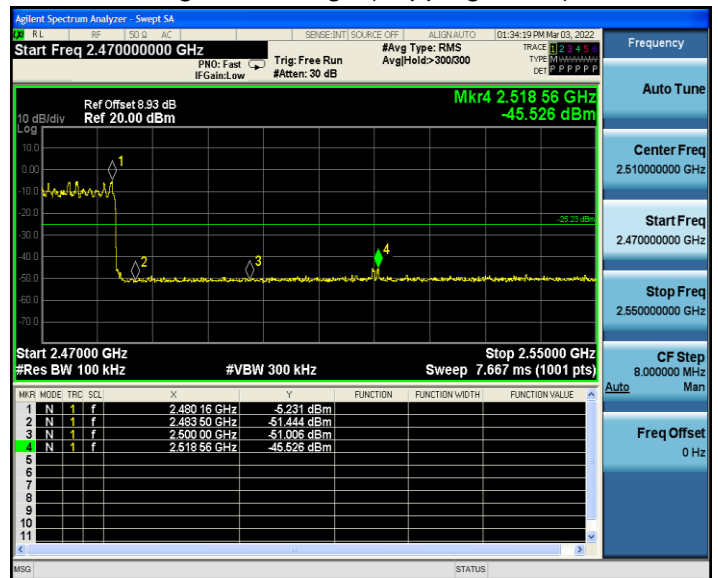 Agilent Spectrum Analyzer - Swept SA
LXI RL RF 50 Ω AC SENSE:INT SOURCE OFF ALIGN AUTO 01:34:19 PM Mar 03, 2022
Start Freq 2.470000000 GHz
PNO: Fast
IFGain:Low
Trig: Free Run
#Atten: 30 dB
#Avg Type: RMS
Avg|Hold:>300/300
TRACE 1 2 3 4 5 6
TYPE M WWWWW
DET P P P P P P
Frequency
Auto Tune
Center Freq
2.510000000 GHz
Start Freq
2.470000000 GHz
Stop Freq
2.550000000 GHz
CF Step
8.000000 MHz
Auto Man
Freq Offset
0 Hz
Mkr4 2.518 56 GHz
-45.526 dBm
Ref Offset 8.93 dB
10 dB/div Ref 20.00 dBm
Log
10.0
0.00
-10.0
-20.0
-30.0
-40.0
-50.0
-60.0
-70.0
1
2
3
4
-25.23 dBm
Start 2.47000 GHz Stop 2.55000 GHz
#Res BW 100 kHz #VBW 300 kHz Sweep 7.667 ms (1001 pts)
MKR MODE TRC SCL X Y FUNCTION FUNCTION WIDTH FUNCTION VALUE
1 N 1 f 2.480 16 GHz -5.231 dBm
2 N 1 f 2.483 50 GHz -51.444 dBm
3 N 1 f 2.500 00 GHz -51.006 dBm
4 N 1 f 2.518 56 GHz -45.526 dBm
5
6
7
8
9
10
11
MSG STATUS